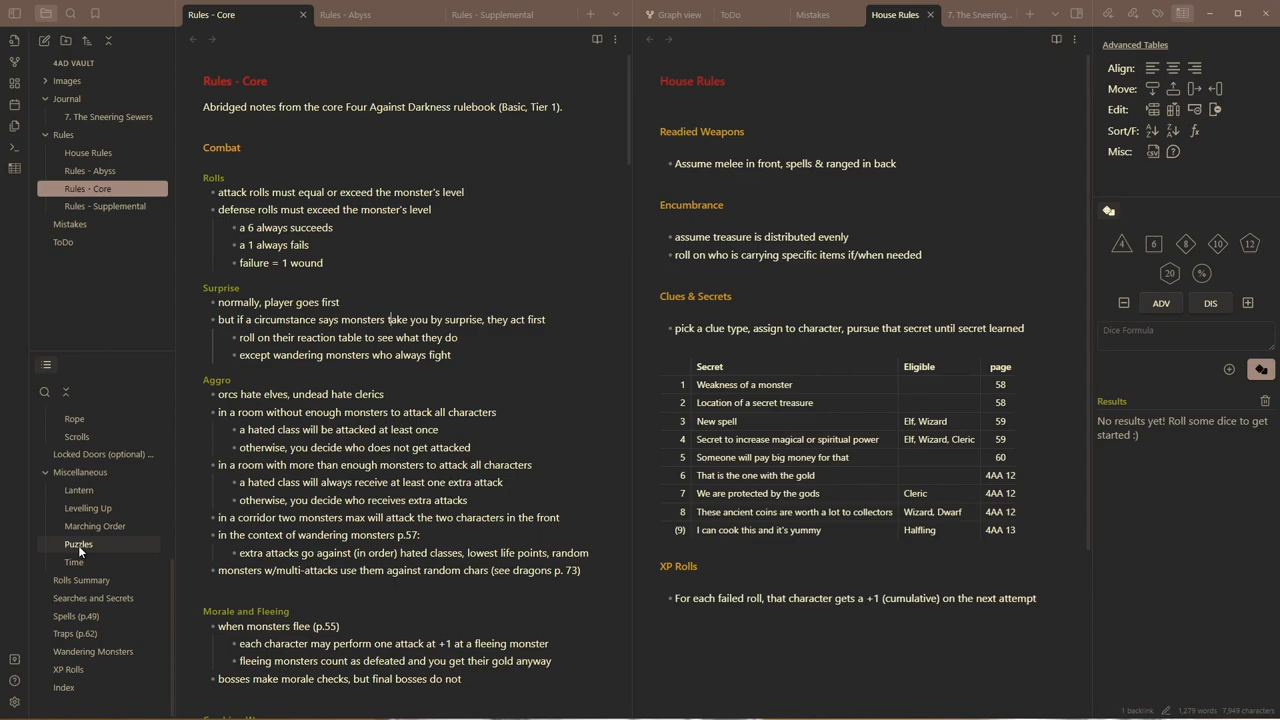 Rules - Core
Rules - Abyss
Rules - Supplemental
Graph view
ToDo
Mistakes
House Rules
7. The Sneering...
4AD VAULT
Images
Journal
7. The Sneering Sewers
Rules
House Rules
Rules - Abyss
Rules - Core
Rules - Supplemental
Mistakes
ToDo
Rope
Scrolls
Locked Doors (optional) ...
Miscellaneous
Lantern
Levelling Up
Marching Order
Puzzles
Time
Rolls Summary
Searches and Secrets
Spells (p.49)
Traps (p.62)
Wandering Monsters
XP Rolls
Index
Rules - Core
Abridged notes from the core Four Against Darkness rulebook (Basic, Tier 1).
Combat
Rolls
attack rolls must equal or exceed the monster's level
defense rolls must exceed the monster's level
a 6 always succeeds
a 1 always fails
failure = 1 wound
Surprise
normally, player goes first
but if a circumstance says monsters take you by surprise, they act first
roll on their reaction table to see what they do
except wandering monsters who always fight
Aggro
orcs hate elves, undead hate clerics
in a room without enough monsters to attack all characters
a hated class will be attacked at least once
otherwise, you decide who does not get attacked
in a room with more than enough monsters to attack all characters
a hated class will always receive at least one extra attack
otherwise, you decide who receives extra attacks
in a corridor two monsters max will attack the two characters in the front
in the context of wandering monsters p.57:
extra attacks go against (in order) hated classes, lowest life points, random
monsters w/multi-attacks use them against random chars (see dragons p. 73)
Morale and Fleeing
when monsters flee (p.55)
each character may perform one attack at +1 at a fleeing monster
fleeing monsters count as defeated and you get their gold anyway
bosses make morale checks, but final bosses do not
House Rules
Readied Weapons
Assume melee in front, spells & ranged in back
Encumbrance
assume treasure is distributed evenly
roll on who is carrying specific items if/when needed
Clues & Secrets
pick a clue type, assign to character, pursue that secret until secret learned
Secret Eligible page
1 Weakness of a monster 58
2 Location of a secret treasure 58
3 New spell Elf, Wizard 59
4 Secret to increase magical or spiritual power Elf, Wizard, Cleric 59
5 Someone will pay big money for that 60
6 That is the one with the gold 4AA 12
7 We are protected by the gods Cleric 4AA 12
8 These ancient coins are worth a lot to collectors Wizard, Dwarf 4AA 12
(9) I can cook this and it's yummy Halfling 4AA 13
XP Rolls
For each failed roll, that character gets a +1 (cumulative) on the next attempt
Advanced Tables
Align:
Move:
Edit:
Sort/F:
Misc:
4 6 8 10 12
20 %
ADV DIS
Dice Formula
Results
No results yet! Roll some dice to get
started :)
1 backlink 1,279 words 7,949 characters